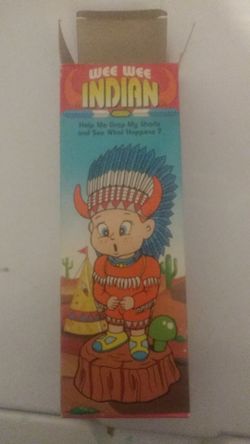 WEE WEE
INDIAN
Help Me Drop My Shorts
and See What Happens ?